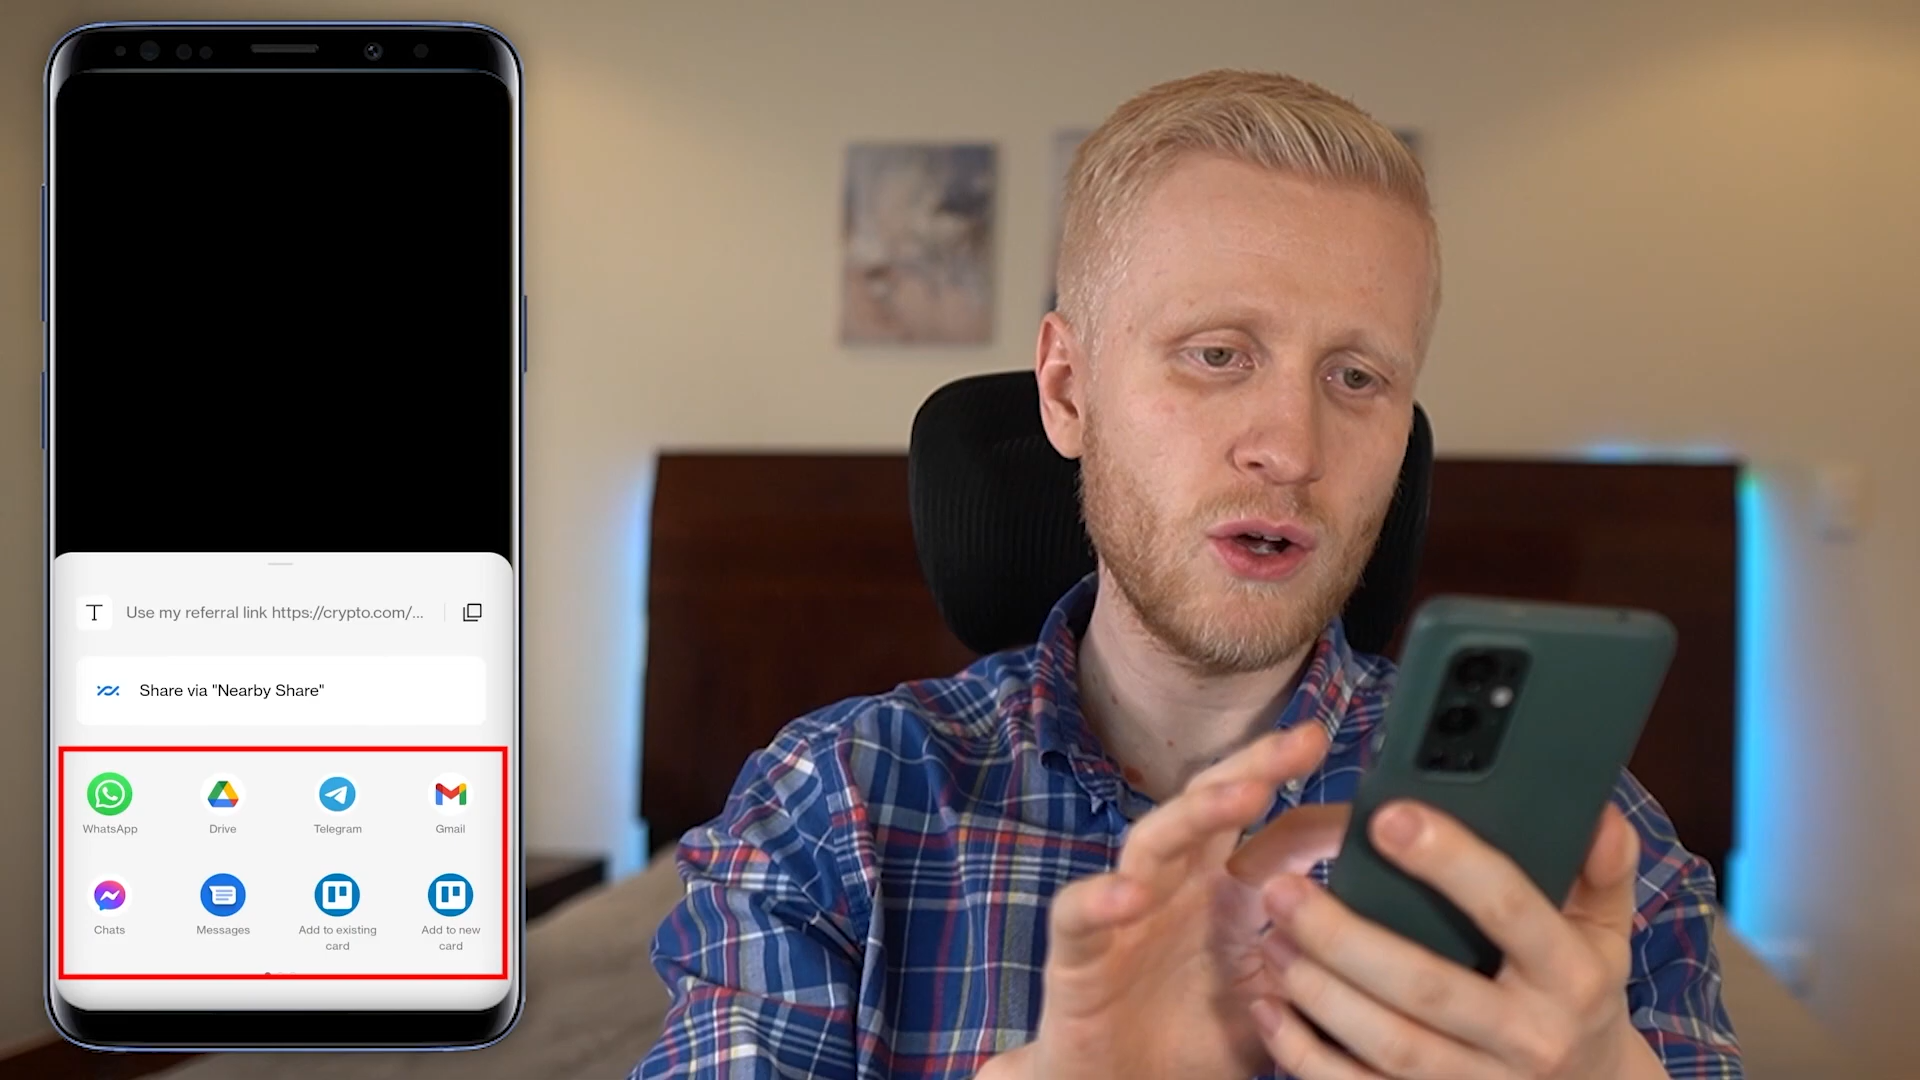 T Use my referral link https://crypto.com/...
Share via "Nearby Share"
WhatsApp Drive Telegram Gmail
Chats Messages Add to existing card Add to new card